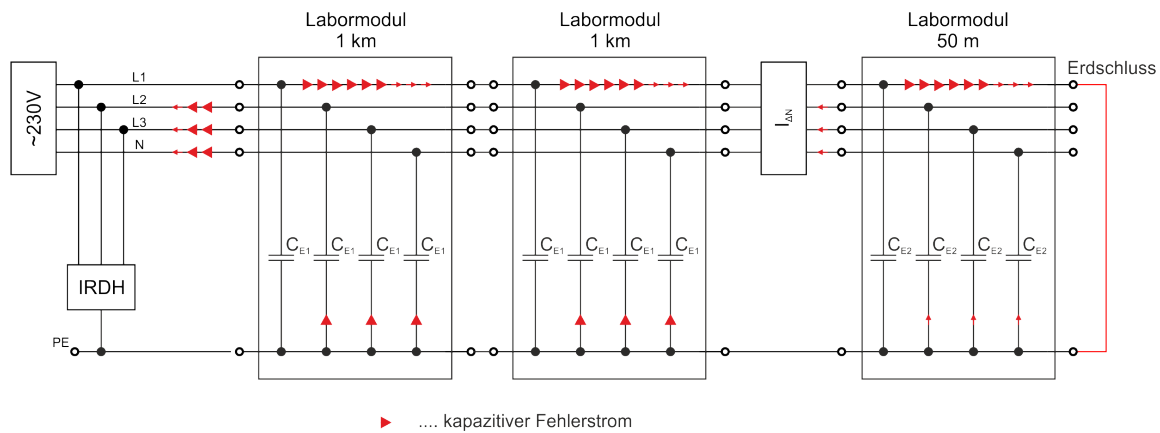 Labormodul
1 km
Labormodul
1 km
Labormodul
50 m
Erdschluss
~230V
L1
L2
L3
N
IΔN
CE1
CE1
CE1
CE1
CE1
CE1
CE1
CE1
CE2
CE2
CE2
CE2
IRDH
PE
.... kapazitiver Fehlerstrom